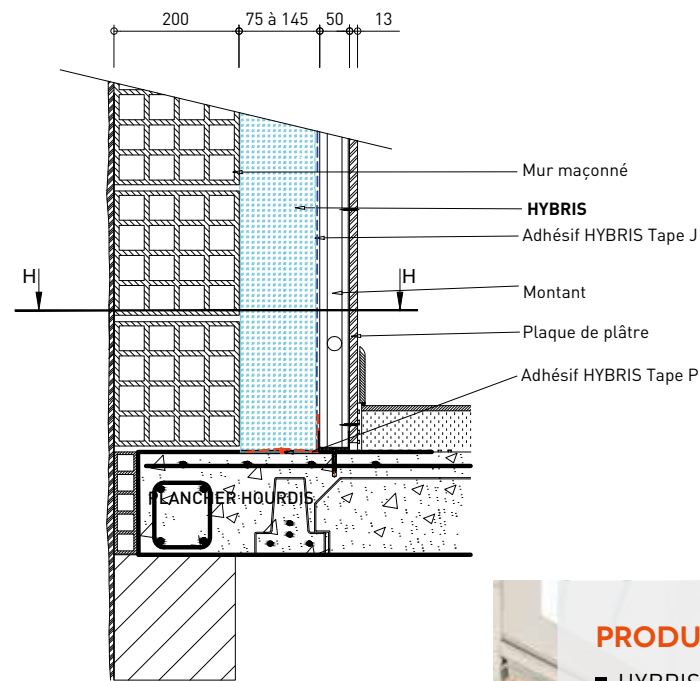 200 75 à 145 50 13
Mur maçonné
HYBRIS
Adhésif HYBRIS Tape J
H H
Montant
Plaque de plâtre
Adhésif HYBRIS Tape P
PLANCHER HOURDIS
PRODU
HYBRIS